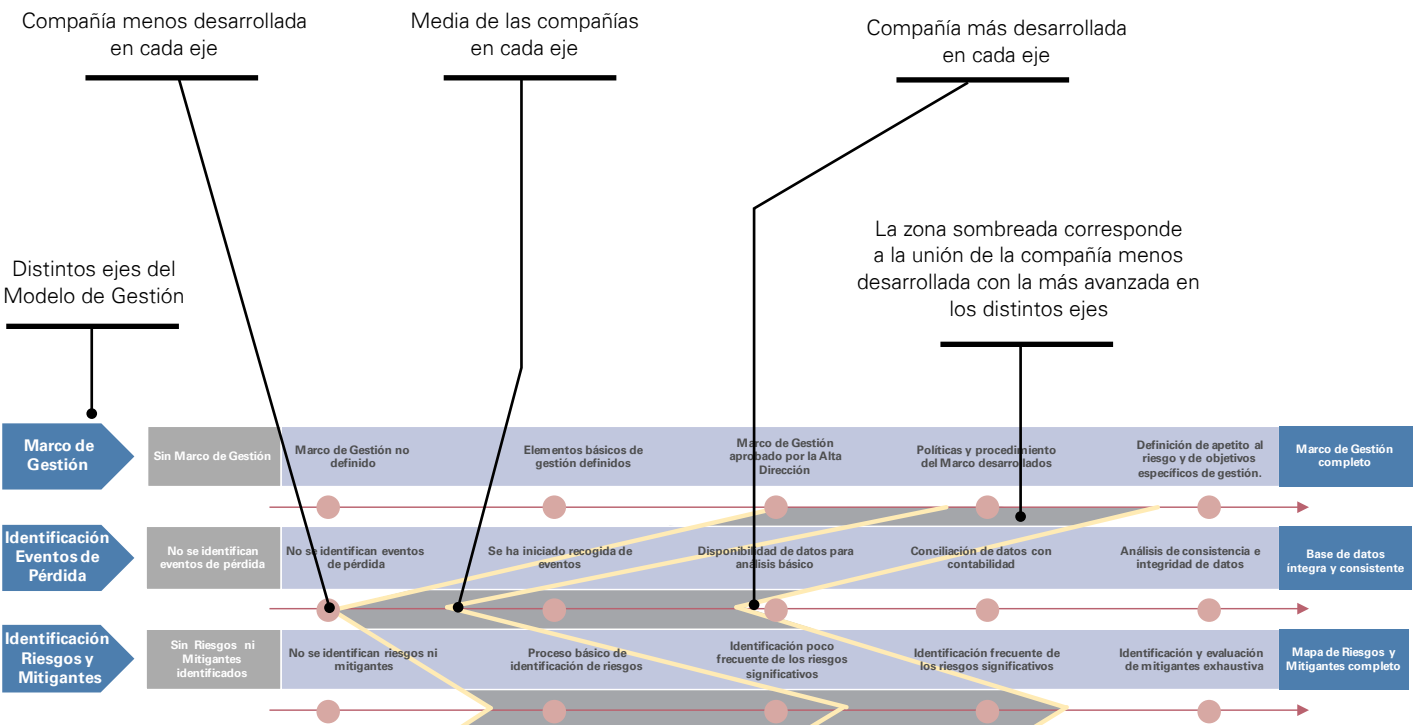 Compañía menos desarrollada
en cada eje
Media de las compañías
en cada eje
Compañía más desarrollada
en cada eje
La zona sombreada corresponde
a la unión de la compañía menos
desarrollada con la más avanzada en
los distintos ejes
Distintos ejes del
Modelo de Gestión
Marco de
Gestión
Sin Marco de Gestión
Marco de Gestión no
definido
Elementos básicos de
gestión definidos
Marco de Gestión
aprobado por la Alta
Dirección
Políticas y procedimiento
del Marco desarrollados
Definición de apetito al
riesgo y de objetivos
específicos de gestión.
Marco de Gestión
completo
Identificación
Eventos de
Pérdida
No se identifican
eventos de pérdida
No se identifican eventos
de pérdida
Se ha iniciado recogida de
eventos
Disponibilidad de datos para
análisis básico
Conciliación de datos con
contabilidad
Análisis de consistencia e
integridad de datos
Base de datos
íntegra y consistente
Identificación
Riesgos y
Mitigantes
Sin Riesgos ni
Mitigantes
identificados
No se identifican riesgos ni
mitigantes
Proceso básico de
identificación de riesgos
Identificación poco
frecuente de los riesgos
significativos
Identificación frecuente de
los riesgos significativos
Identificación y evaluación
de mitigantes exhaustiva
Mapa de Riesgos y
Mitigantes completo